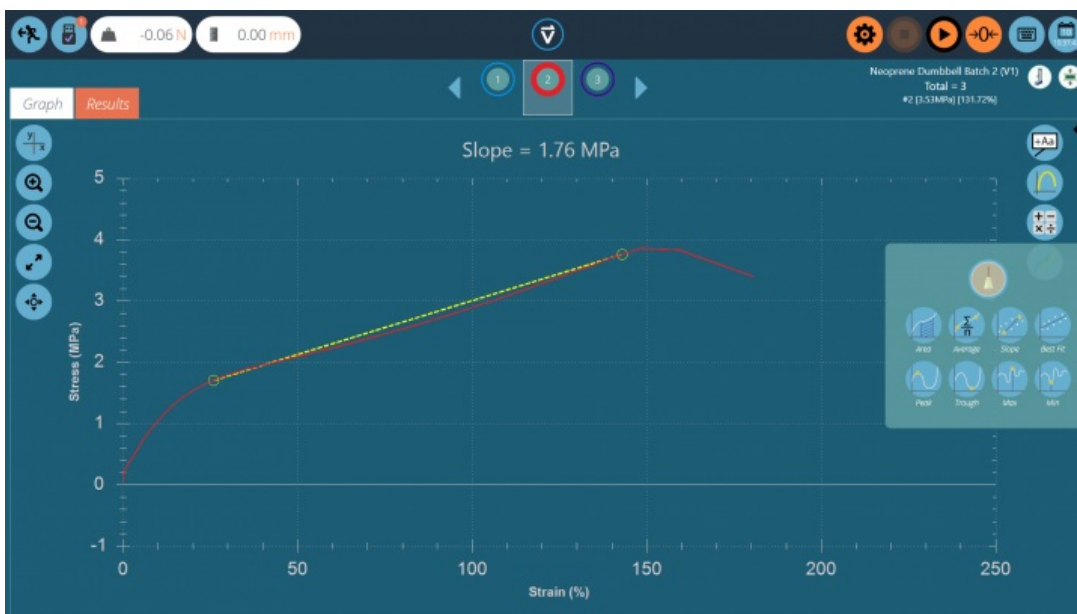 -0.06 N
0.00 mm
1
2
3
Neoprene Dumbbell Batch 2 (V1)
Total = 3
#2 [3.53MPa] [131.72%]
Graph
Results
Slope = 1.76 MPa
y
x
+Aa
Stress (MPa)
5
4
3
2
1
0
-1
0
50
100
150
200
250
Strain (%)
→0←
Area
Average
Slope
Best Fit
Peak
Trough
Max
Min